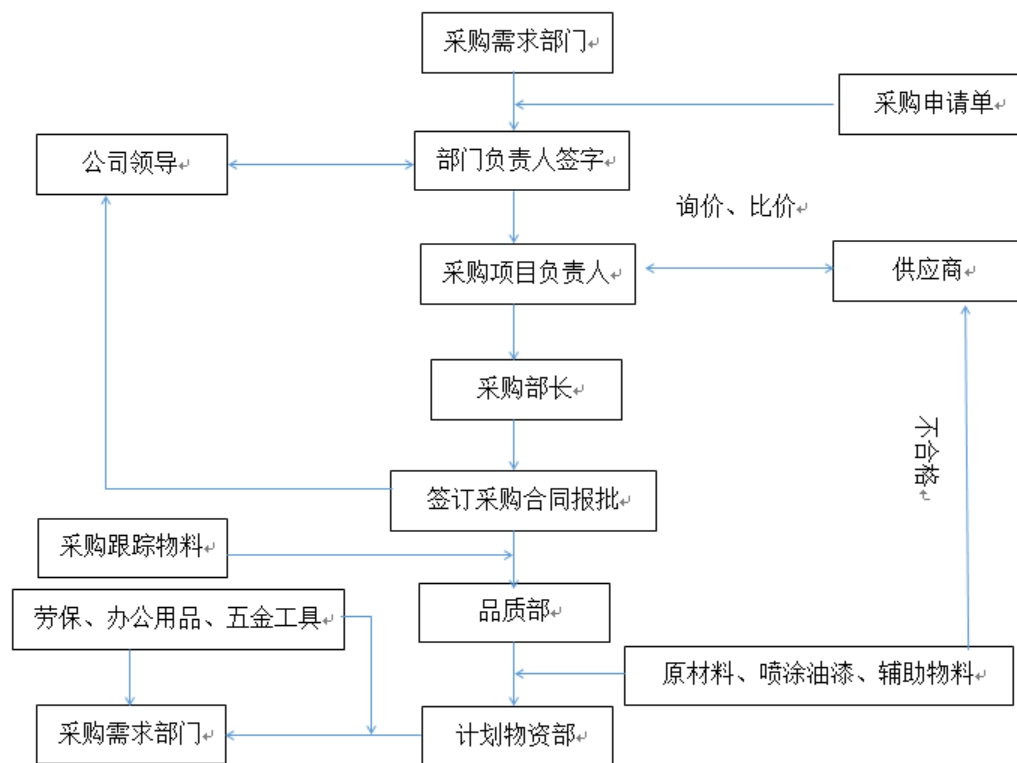 采购需求部门
采购申请单
公司领导
部门负责人签字
询价、比价
采购项目负责人
供应商
采购部长
不合格
签订采购合同报批
采购跟踪物料
品质部
劳保、办公用品、五金工具
原材料、喷涂油漆、辅助物料
采购需求部门
计划物资部